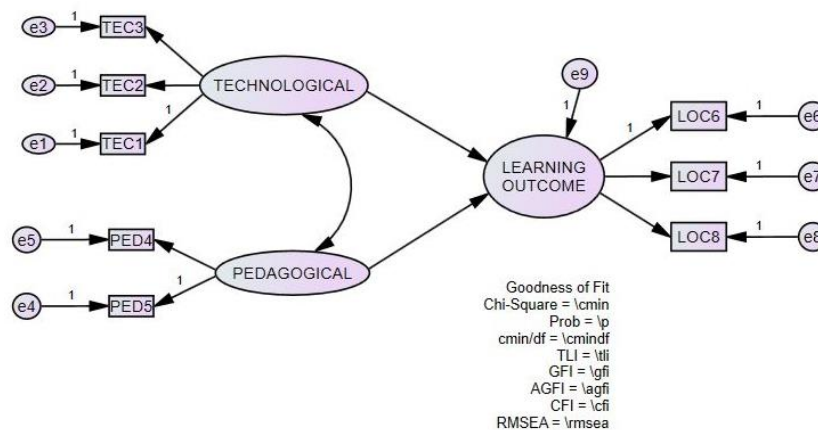 e3
1
TEC3
e2
1
TEC2
TECHNOLOGICAL
1
e1
1
TEC1
e9
1
1
LOC6
1
e6
LEARNING
OUTCOME
LOC7
1
e7
LOC8
1
e8
e5
1
PED4
PEDAGOGICAL
1
e4
1
PED5
Goodness of Fit
Chi-Square = \cmin
Prob = \p
cmin/df = \cmindf
TLI = \tli
GFI = \gfi
AGFI = \agfi
CFI = \cfi
RMSEA = \rmsea